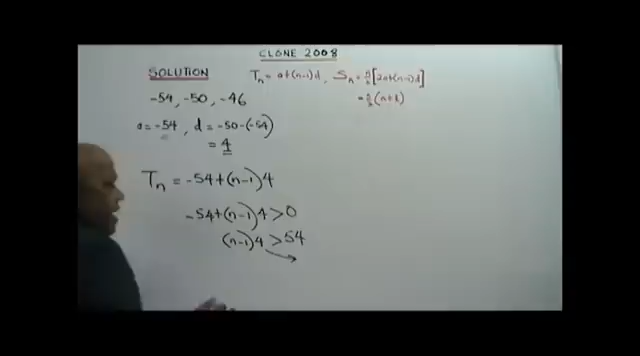 CLONE 2008
SOLUTION
Tn = a+(n-1)d, Sn = n/2[2a+(n-1)d]
= n/2(a+l)
-54, -50, -46
a = -54, d = -50-(-54)
= 4
Tn = -54+(n-1)4
-54+(n-1)4>0
(n-1)4>54